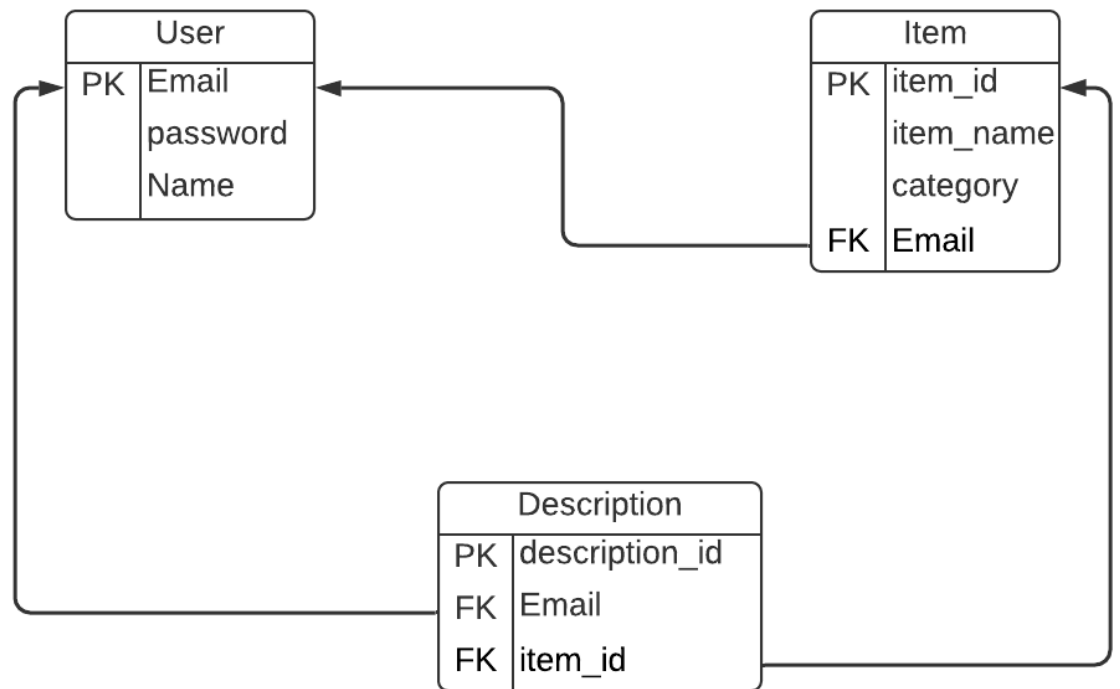 User
PK Email
password
Name
Item
PK item_id
item_name
category
FK Email
Description
PK description_id
FK Email
FK item_id